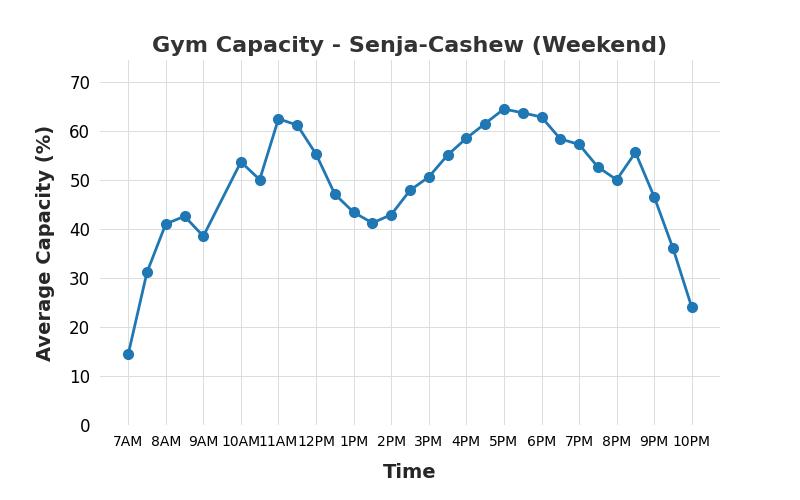 Gym Capacity - Senja-Cashew (Weekend)
Average Capacity (%)
70
60
50
40
30
20
10
0
7AM 8AM 9AM 10AM 11AM 12PM 1PM 2PM 3PM 4PM 5PM 6PM 7PM 8PM 9PM 10PM
Time